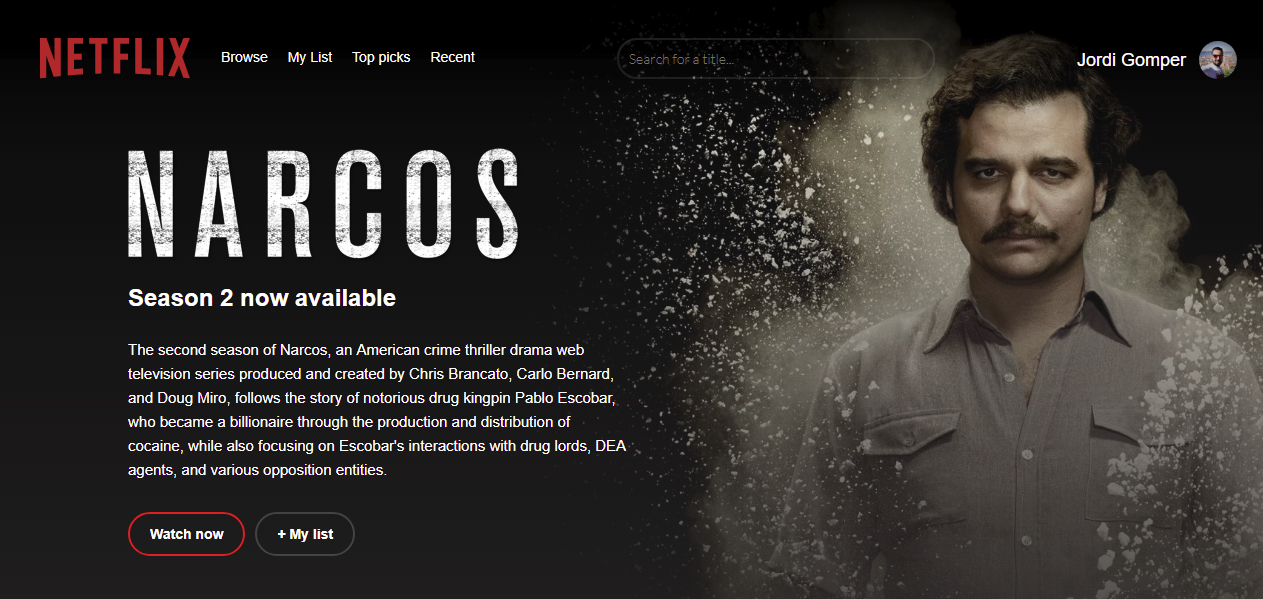 NETFLIX
Browse My List Top picks Recent
Search for a title...
Jordi Gomper
NARCOS
Season 2 now available
The second season of Narcos, an American crime thriller drama web
television series produced and created by Chris Brancato, Carlo Bernard,
and Doug Miro, follows the story of notorious drug kingpin Pablo Escobar,
who became a billionaire through the production and distribution of
cocaine, while also focusing on Escobar's interactions with drug lords, DEA
agents, and various opposition entities.
Watch now + My list